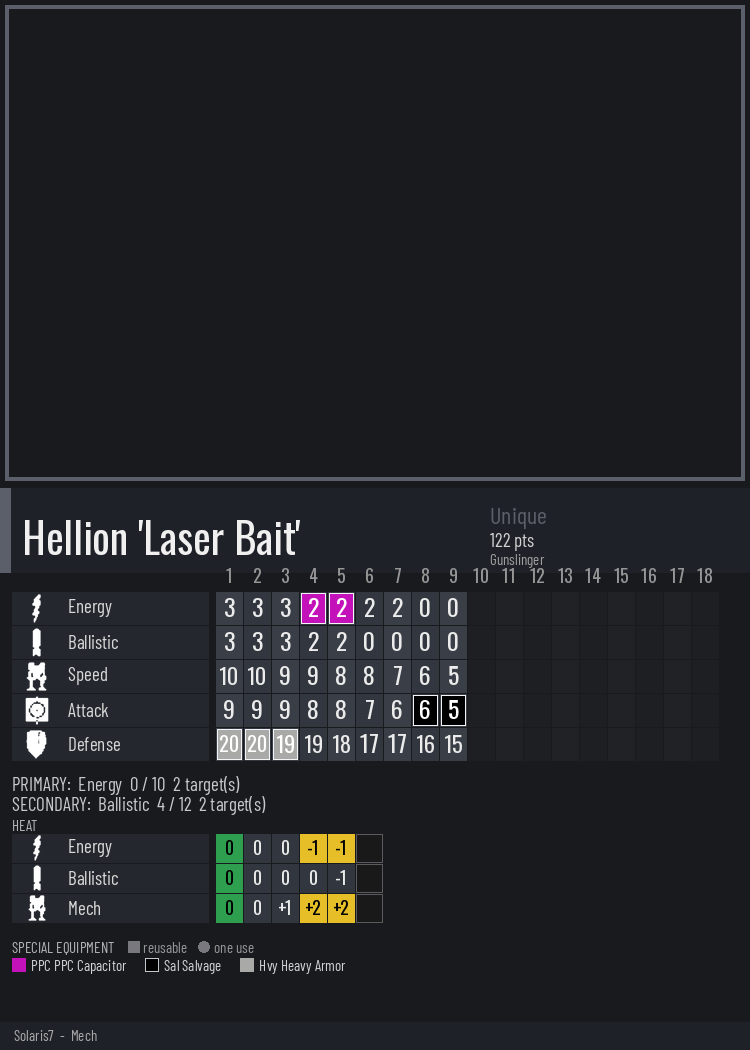 Hellion 'Laser Bait'
Unique
122 pts
Gunslinger
1 2 3 4 5 6 7 8 9 10 11 12 13 14 15 16 17 18
Energy 3 3 3 2 2 2 2 0 0
Ballistic 3 3 3 2 2 0 0 0 0
Speed 10 10 9 9 8 8 7 6 5
Attack 9 9 9 8 8 7 6 6 5
Defense 20 20 19 19 18 17 17 16 15
PRIMARY: Energy 0 / 10 2 target(s)
SECONDARY: Ballistic 4 / 12 2 target(s)
HEAT
Energy 0 0 0 -1 -1
Ballistic 0 0 0 0 -1
Mech 0 0 +1 +2 +2
SPECIAL EQUIPMENT reusable one use
PPC PPC Capacitor Sal Salvage Hvy Heavy Armor
Solaris7 - Mech